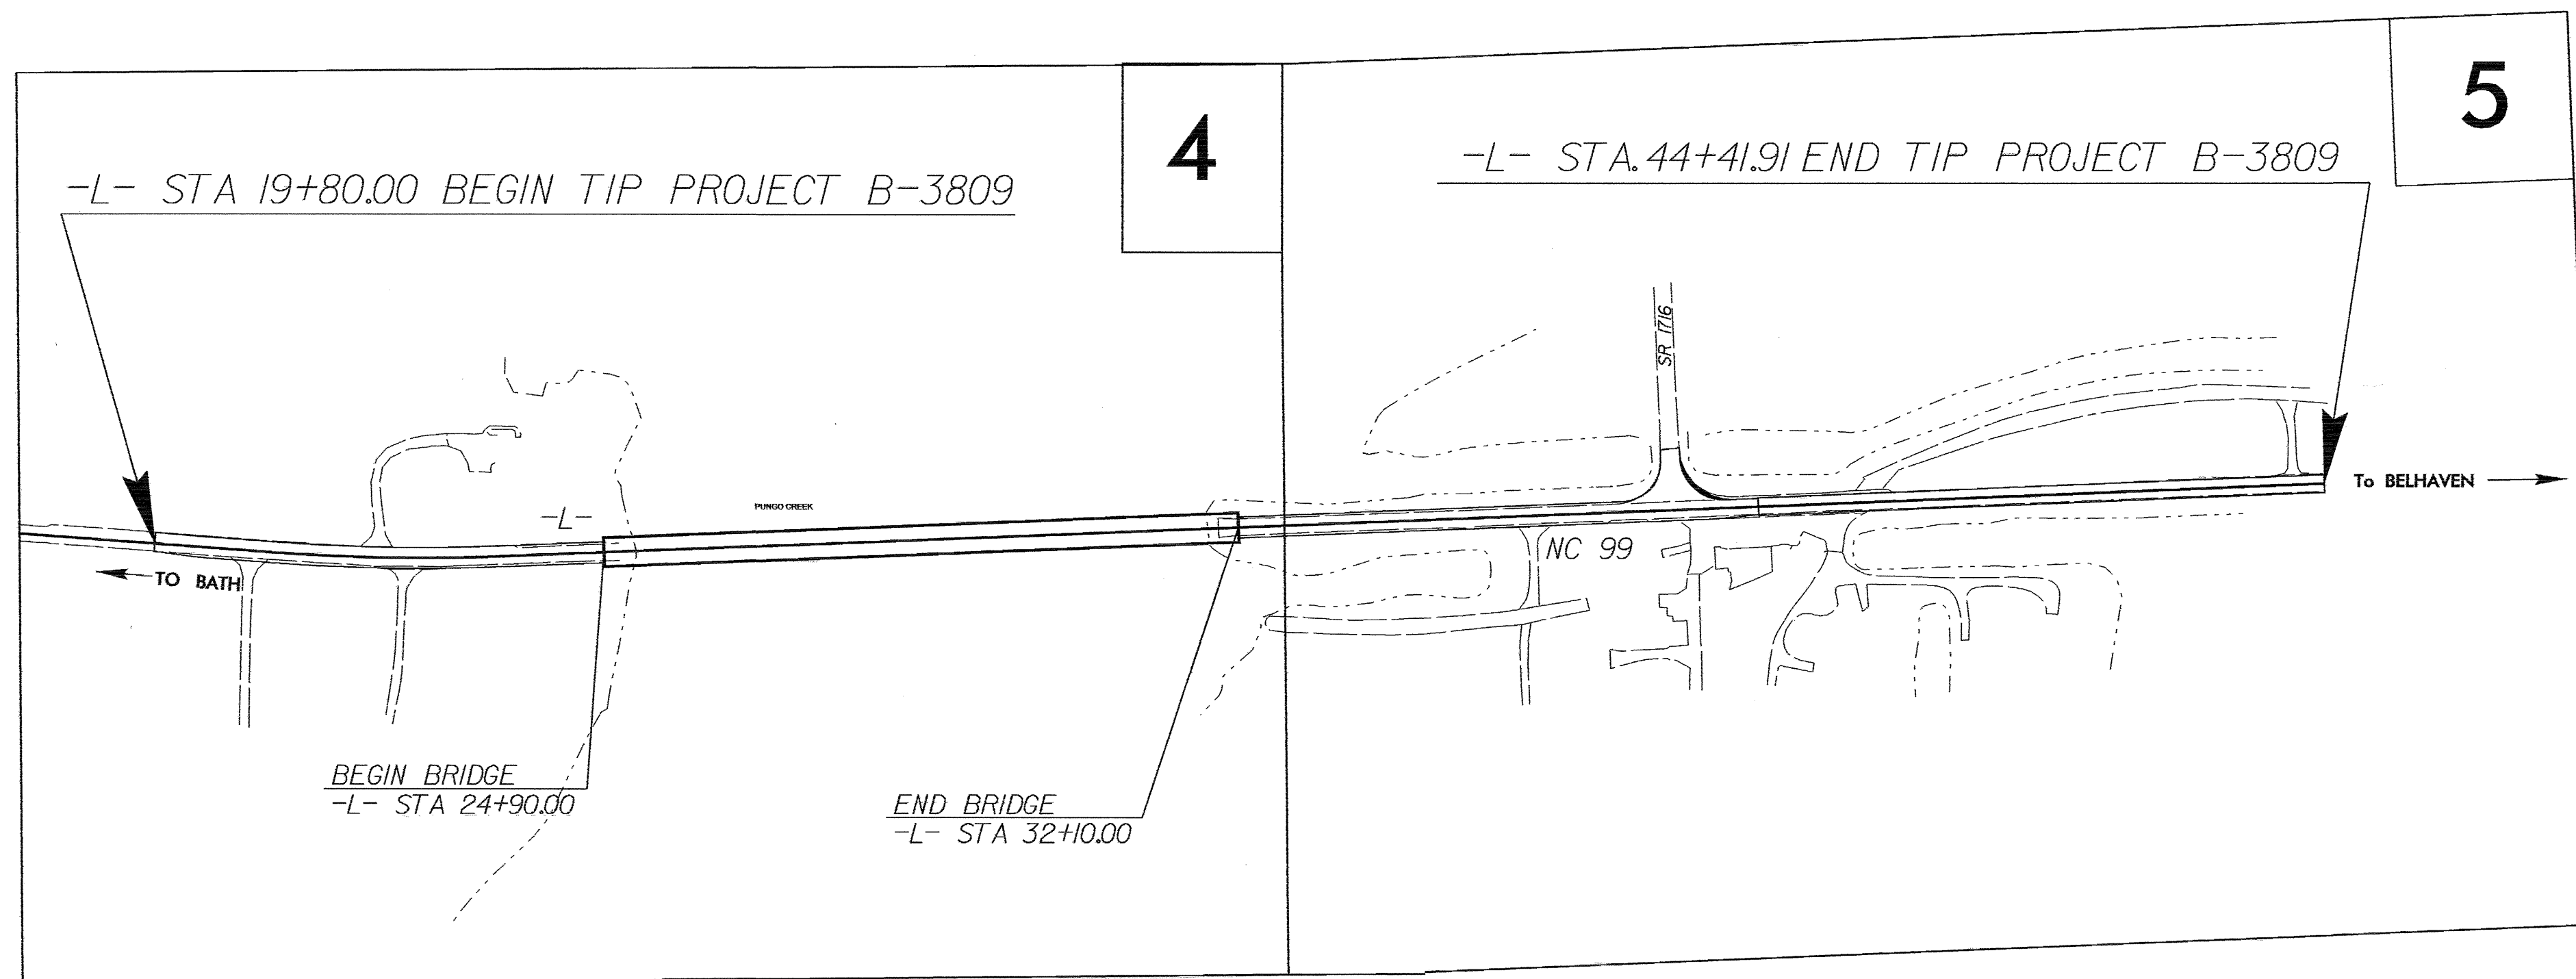 4
5
-L- STA 19+80.00 BEGIN TIP PROJECT B-3809
-L- STA. 44+41.91 END TIP PROJECT B-3809
SR 1716
To BELHAVEN
PUNGO CREEK
-L-
NC 99
TO BATH
BEGIN BRIDGE
-L- STA 24+90.00
END BRIDGE
-L- STA 32+10.00